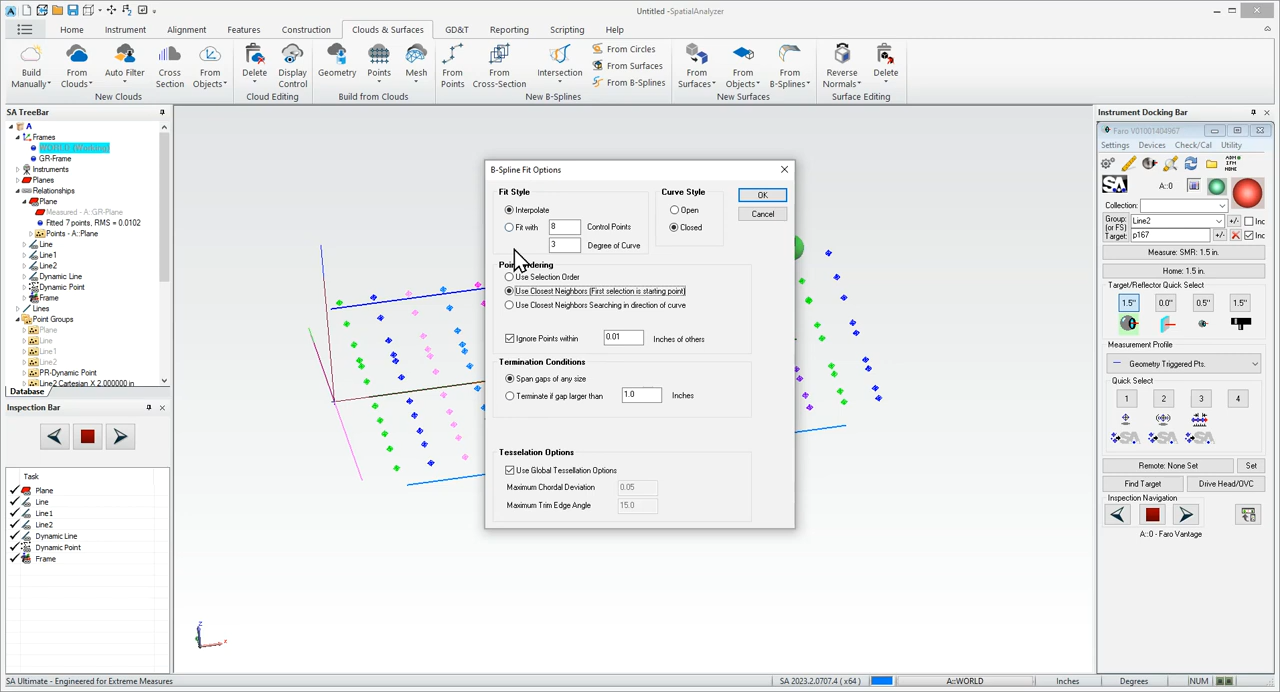 Untitled -SpatialAnalyzer
Home Instrument Alignment Features Construction Clouds & Surfaces GD&T Reporting Scripting Help
Build Manually
From Clouds
Auto Filter
Cross Section
From Objects
New Clouds
Delete
Display Control
Cloud Editing
Geometry
Points
Mesh
Build from Clouds
From Points
From Cross-Section
Intersection
From Circles
From Surfaces
From B-Splines
New B-Splines
From Surfaces
From Objects
From B-Splines
New Surfaces
Reverse Normals
Delete
Surface Editing
SA TreeBar
A
Frames
GR-Frame
Instruments
Planes
Relationships
Plane
Measured - A::GR-Plane
Fitted 7 points, RMS = 0.0102
Points - A::Plane
Line
Line1
Line2
Dynamic Line
Dynamic Point
Frame
Lines
Point Groups
Plane
Line
Line1
Line2
PR-Dynamic Point
Line2 Cartesian X 2.000000 in
Database
Inspection Bar
Task
Plane
Line
Line1
Line2
Dynamic Line
Dynamic Point
Frame
B-Spline Fit Options
Fit Style
Interpolate
Fit with 8 Control Points
3 Degree of Curve
Curve Style
Open
Closed
OK
Cancel
Use Selection Order
Use Closest Neighbors (First selection is starting point)
Use Closest Neighbors Searching in direction of curve
Ignore Points within 0.01 Inches of others
Termination Conditions
Span gaps of any size
Terminate if gap larger than 1.0 Inches
Tesselation Options
Use Global Tessellation Options
Maximum Chordal Deviation 0.05
Maximum Trim Edge Angle 15.0
Instrument Docking Bar
Faro V01001404967
Settings Devices Check/Cal Utility
SA A::0
Collection:
Group: (or FS) Line2 +/- Inc
Target: p167 +/- Inc
Measure: SMR: 1.5 in.
Home: 1.5 in.
Target/Reflector Quick Select
1.5" 0.0" 0.5" 1.5"
Measurement Profile
Geometry Triggered Pts.
Quick Select
1 2 3 4
Remote: None Set Set
Find Target Drive Head/OVC
Inspection Navigation
A::0 - Faro Vantage
SA Ultimate - Engineered for Extreme Measures
SA 2023.2.0707.4 (x64) A::WORLD Inches Degrees NUM